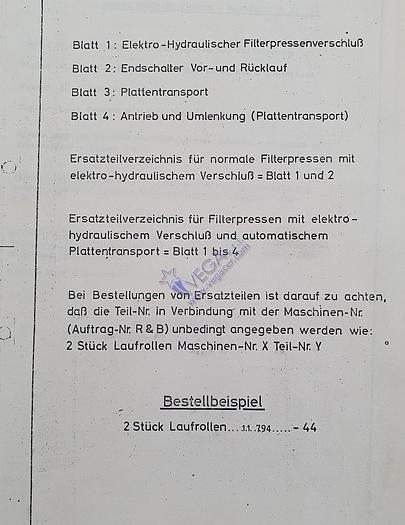 Blatt 1: Elektro-Hydraulischer Filterpressenverschluß
Blatt 2: Endschalter Vor- und Rücklauf
Blatt 3: Plattentransport
Blatt 4: Antrieb und Umlenkung (Plattentransport)
Ersatzteilverzeichnis für normale Filterpressen mit
elektro-hydraulischem Verschluß = Blatt 1 und 2
Ersatzteilverzeichnis für Filterpressen mit elektro-
hydraulischem Verschluß und automatischem
Plattentransport = Blatt 1 bis 4
VEGA
www.vegacer.com
Bei Bestellungen von Ersatzteilen ist darauf zu achten,
daß die Teil-Nr. in Verbindung mit der Maschinen-Nr.
(Auftrag-Nr. R & B) unbedingt angegeben werden wie:
2 Stück Laufrollen Maschinen-Nr. X Teil-Nr. Y
Bestellbeispiel
2 Stück Laufrollen...11.794.....- 44